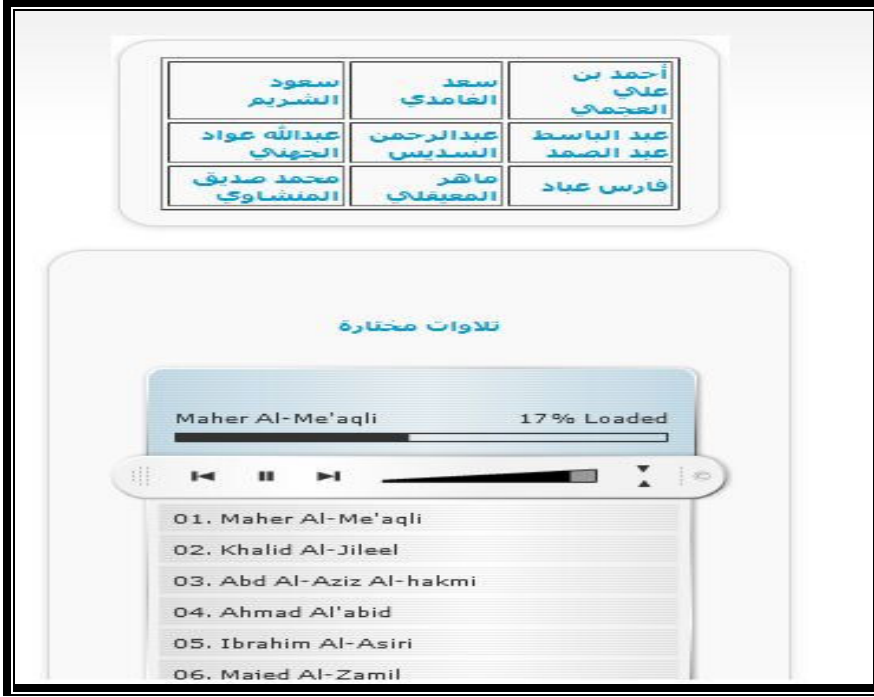 أحمد بن
علي
العجمي
سعد
الغامدي
سعود
الشريم
عبد الباسط
عبد الصمد
عبدالرحمن
السديس
عبدالله عواد
الجهني
فارس عباد
ماهر
المعيقلي
محمد صديق
المنشاوي
تلاوات مختارة
Maher Al-Me'aqli 17% Loaded
01. Maher Al-Me'aqli
02. Khalid Al-Jileel
03. Abd Al-Aziz Al-hakmi
04. Ahmad Al'abid
05. Ibrahim Al-Asiri
06. Majed Al-Zamil